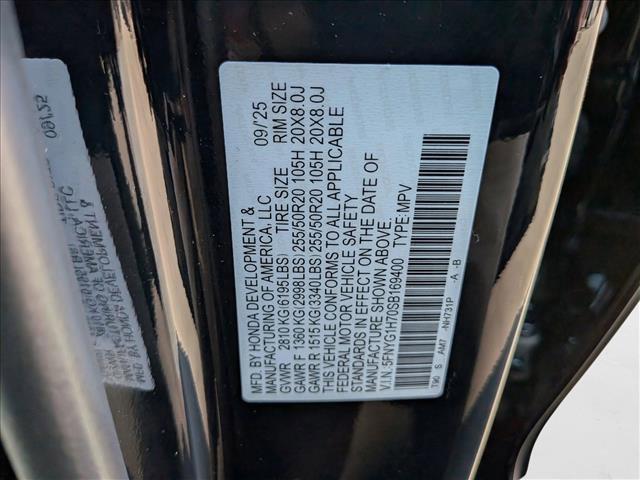 MFD. BY HONDA DEVELOPMENT & 09/'25
MANUFACTURING OF AMERICA, LLC
GVWR 2810 KG(6195LBS) TIRE SIZE RIM SIZE
GAWR F 1360 KG(2998LBS) 255/50R20 105H 20X8.0J
GAWR R 1515 KG(3340LBS) 255/50R20 105H 20X8.0J
THIS VEHICLE CONFORMS TO ALL APPLICABLE
FEDERAL MOTOR VEHICLE SAFETY
STANDARDS IN EFFECT ON THE DATE OF
MANUFACTURE SHOWN ABOVE.
V.I.N.:5FNYG1H70SB169400 TYPE:MPV
T90 S AM7 -NH731P -A -B